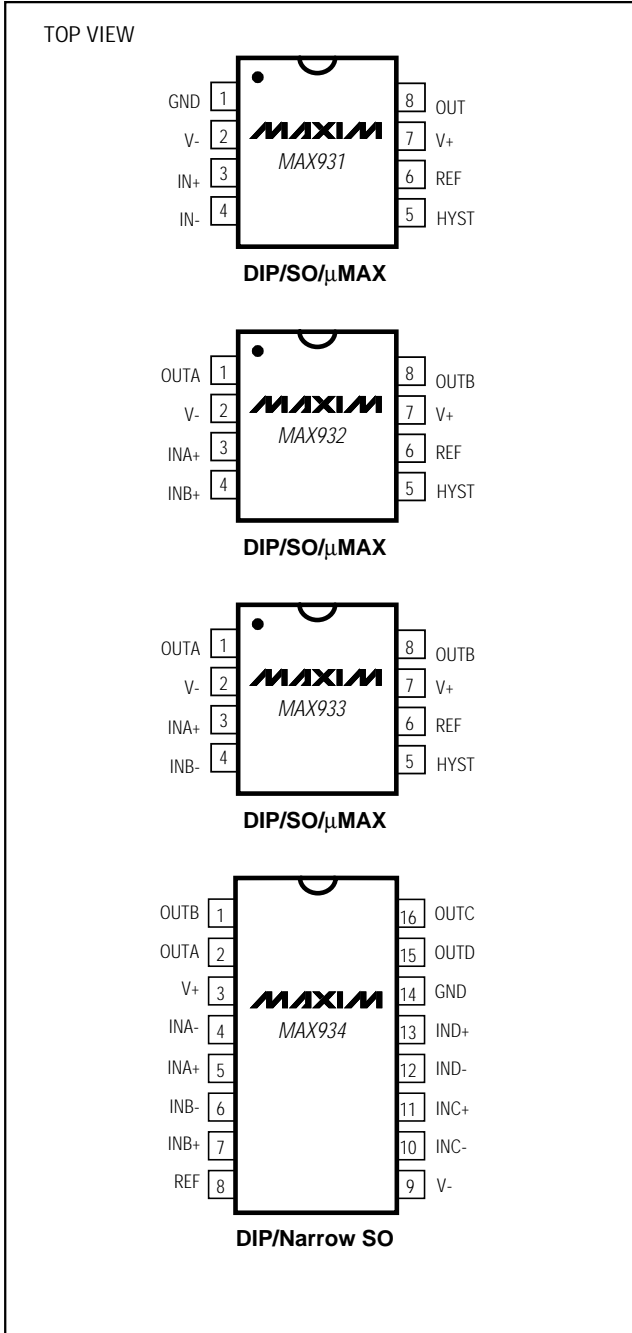 TOP VIEW
GND 1 8 OUT
V- 2 MAXIM 7 V+
IN+ 3 MAX931 6 REF
IN- 4 5 HYST
DIP/SO/μMAX
OUTA 1 8 OUTB
V- 2 MAXIM 7 V+
INA+ 3 MAX932 6 REF
INB+ 4 5 HYST
DIP/SO/μMAX
OUTA 1 8 OUTB
V- 2 MAXIM 7 V+
INA+ 3 MAX933 6 REF
INB- 4 5 HYST
DIP/SO/μMAX
OUTB 1 16 OUTC
OUTA 2 15 OUTD
V+ 3 MAXIM 14 GND
INA- 4 MAX934 13 IND+
INA+ 5 12 IND-
INB- 6 11 INC+
INB+ 7 10 INC-
REF 8 9 V-
DIP/Narrow SO